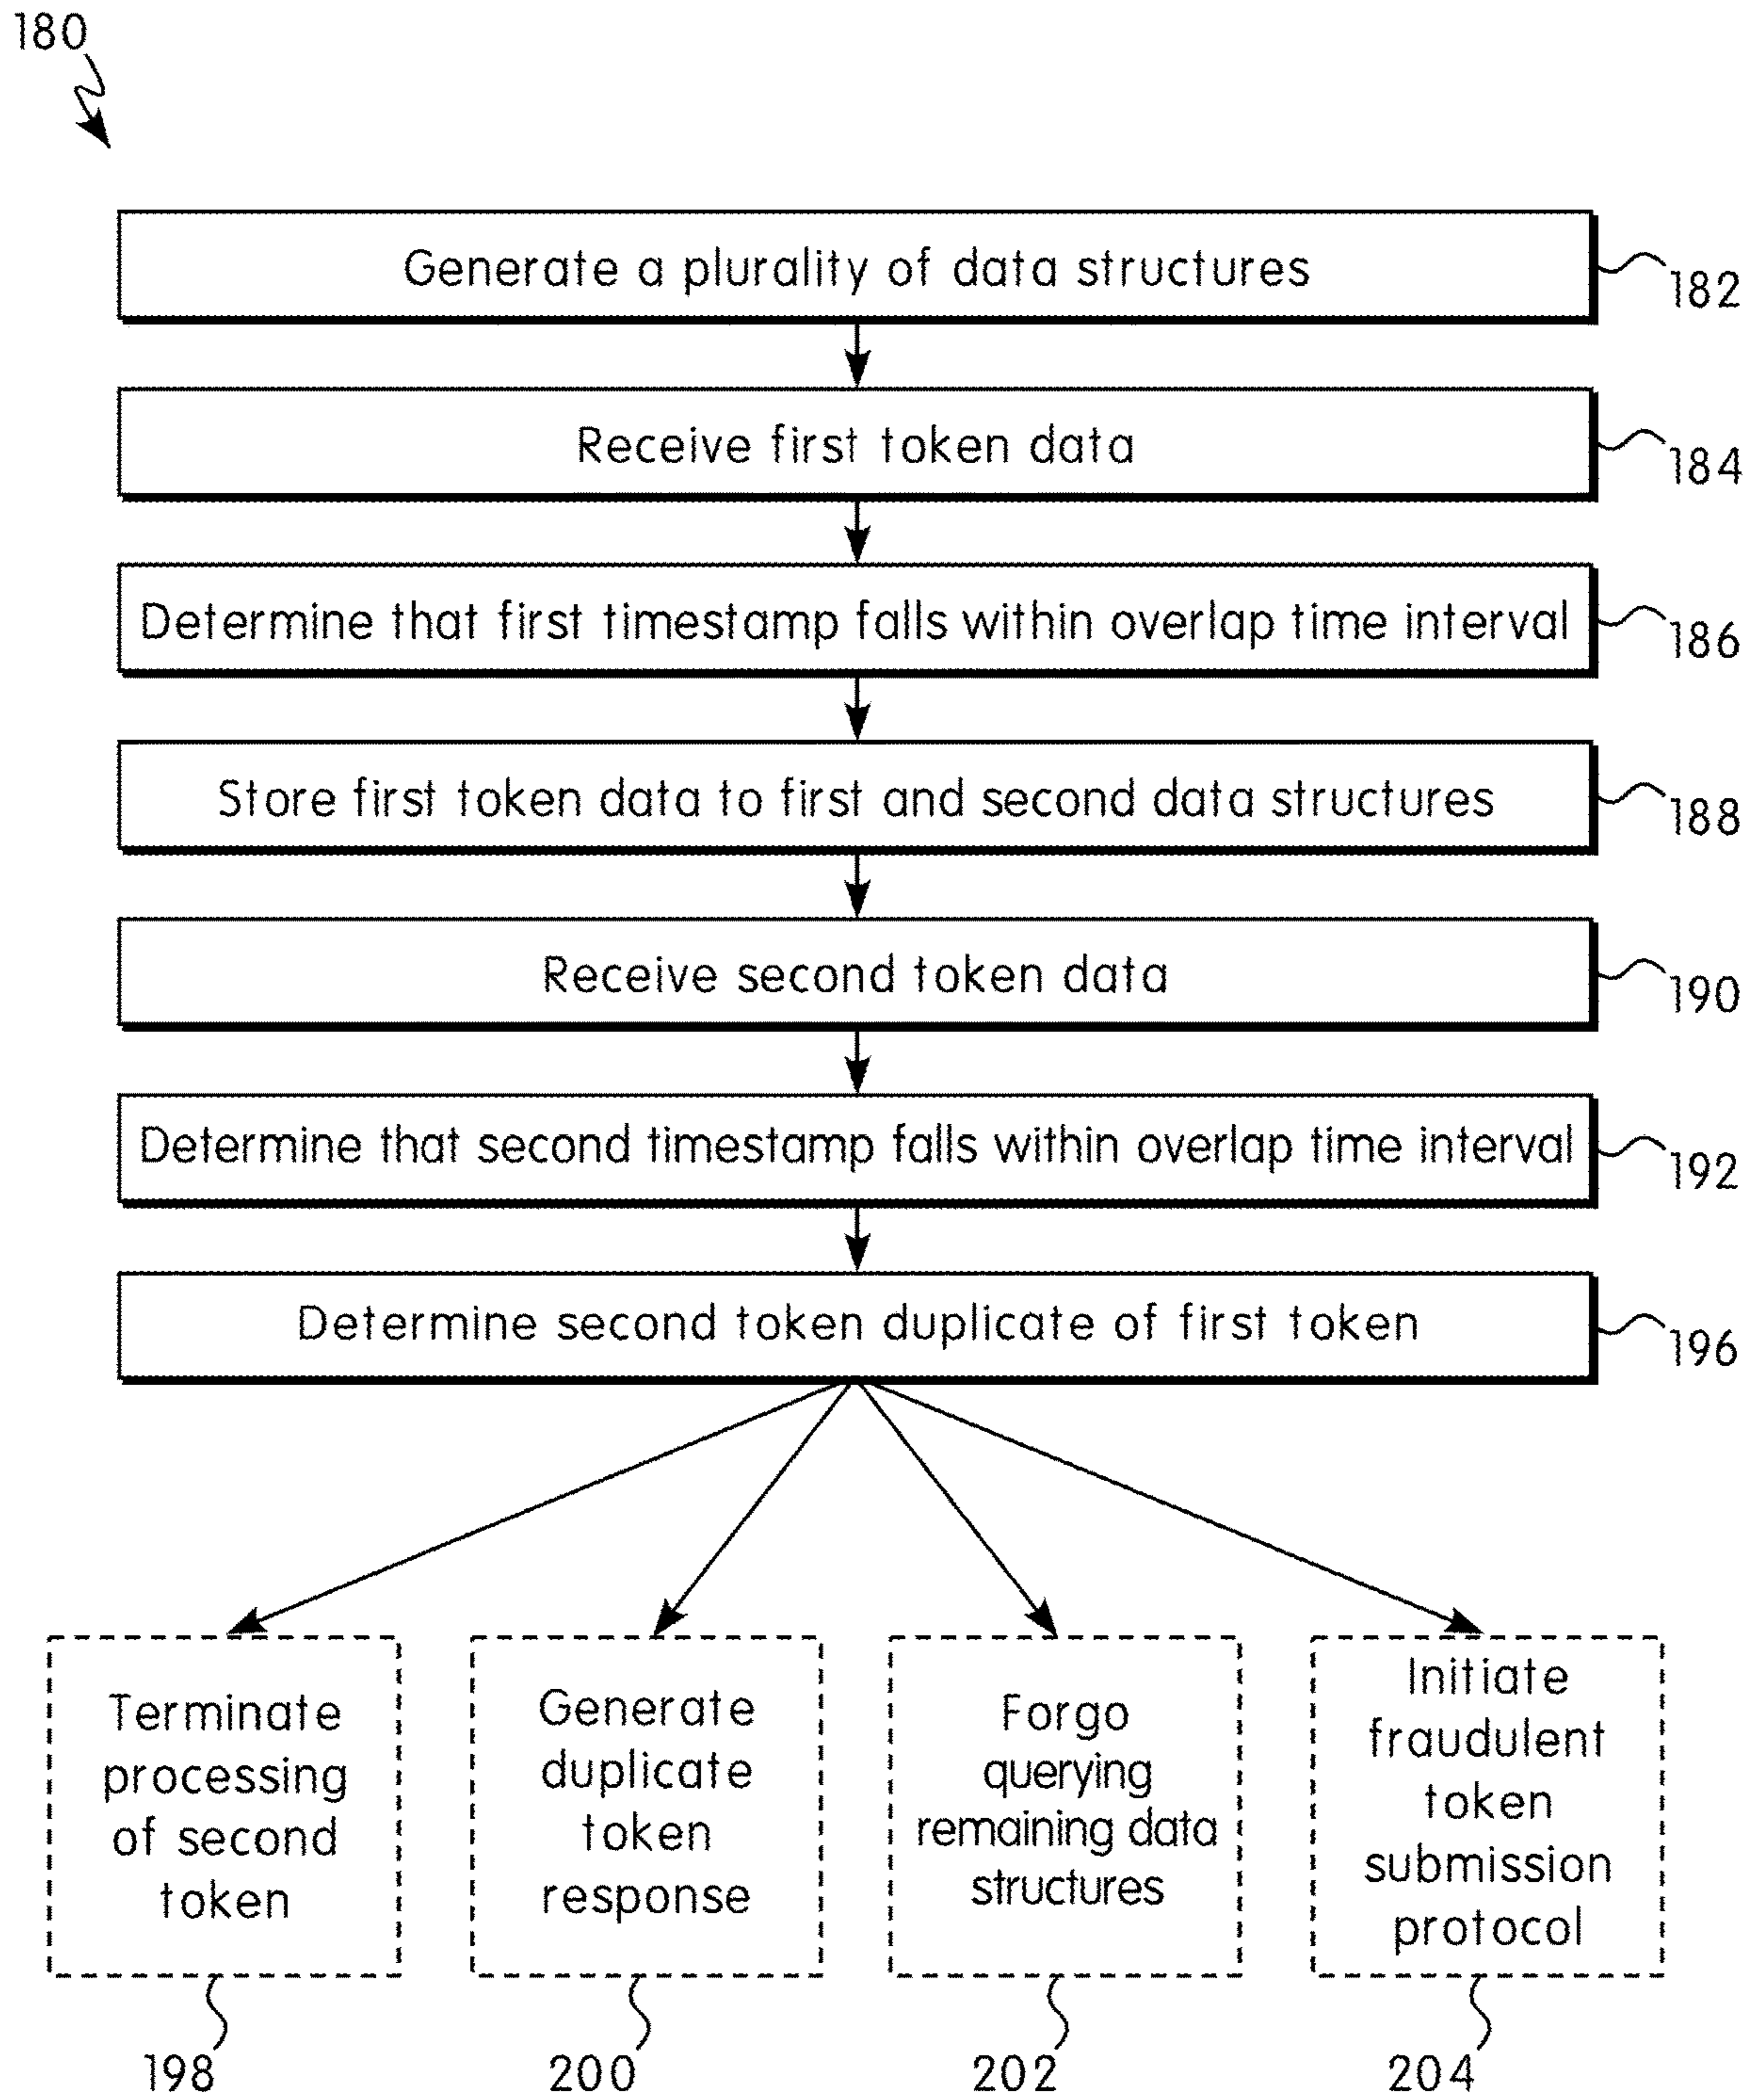 180
Generate a plurality of data structures
182
Receive first token data
184
Determine that first timestamp falls within overlap time interval
186
Store first token data to first and second data structures
188
Receive second token data
190
Determine that second timestamp falls within overlap time interval
192
Determine second token duplicate of first token
196
Terminate
processing
of second
token
198
Generate
duplicate
token
response
200
Forgo
querying
remaining data
structures
202
Initiate
fraudulent
token
submission
protocol
204